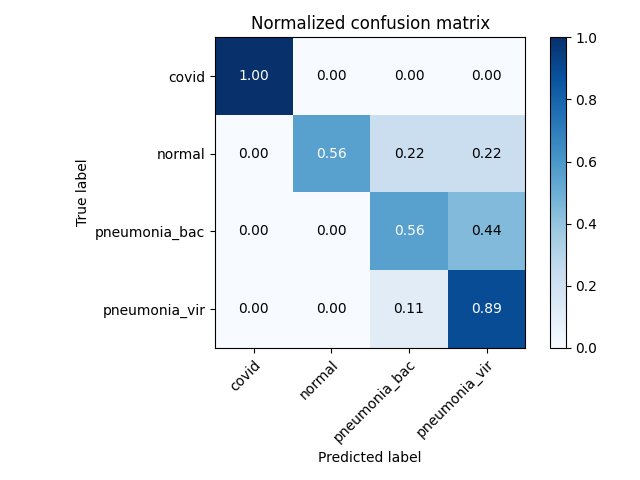 Normalized confusion matrix
True label
covid 1.00 0.00 0.00 0.00
normal 0.00 0.56 0.22 0.22
pneumonia_bac 0.00 0.00 0.56 0.44
pneumonia_vir 0.00 0.00 0.11 0.89
covid normal pneumonia_bac pneumonia_vir
Predicted label
1.0
0.8
0.6
0.4
0.2
0.0